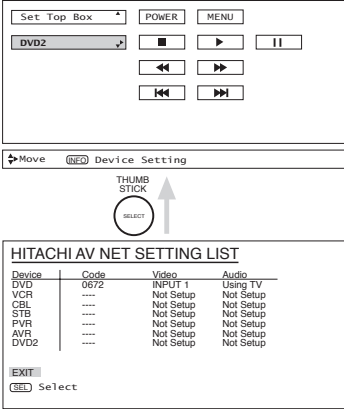 Set Top Box POWER MENU
DVD2
Move INFO Device Setting
THUMB
STICK
SELECT
HITACHI AV NET SETTING LIST
Device Code Video Audio
DVD 0672 INPUT 1 Using TV
VCR ---- Not Setup Not Setup
CBL ---- Not Setup Not Setup
STB ---- Not Setup Not Setup
PVR ---- Not Setup Not Setup
AVR ---- Not Setup Not Setup
DVD2 ---- Not Setup Not Setup
EXIT
SEL Select